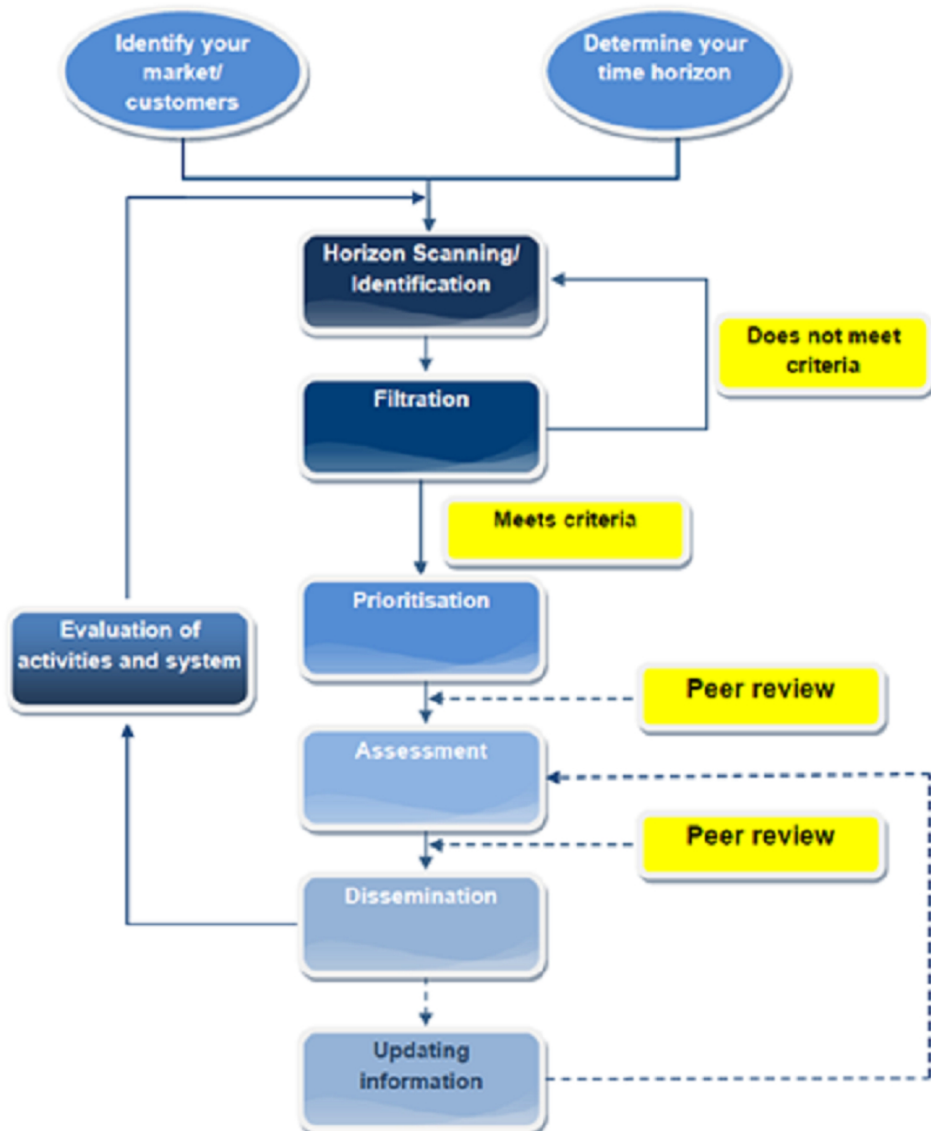 Identify your
market/
customers
Determine your
time horizon
Horizon Scanning/
Identification
Does not meet
criteria
Filtration
Meets criteria
Prioritisation
Evaluation of
activities and system
Peer review
Assessment
Peer review
Dissemination
Updating
information